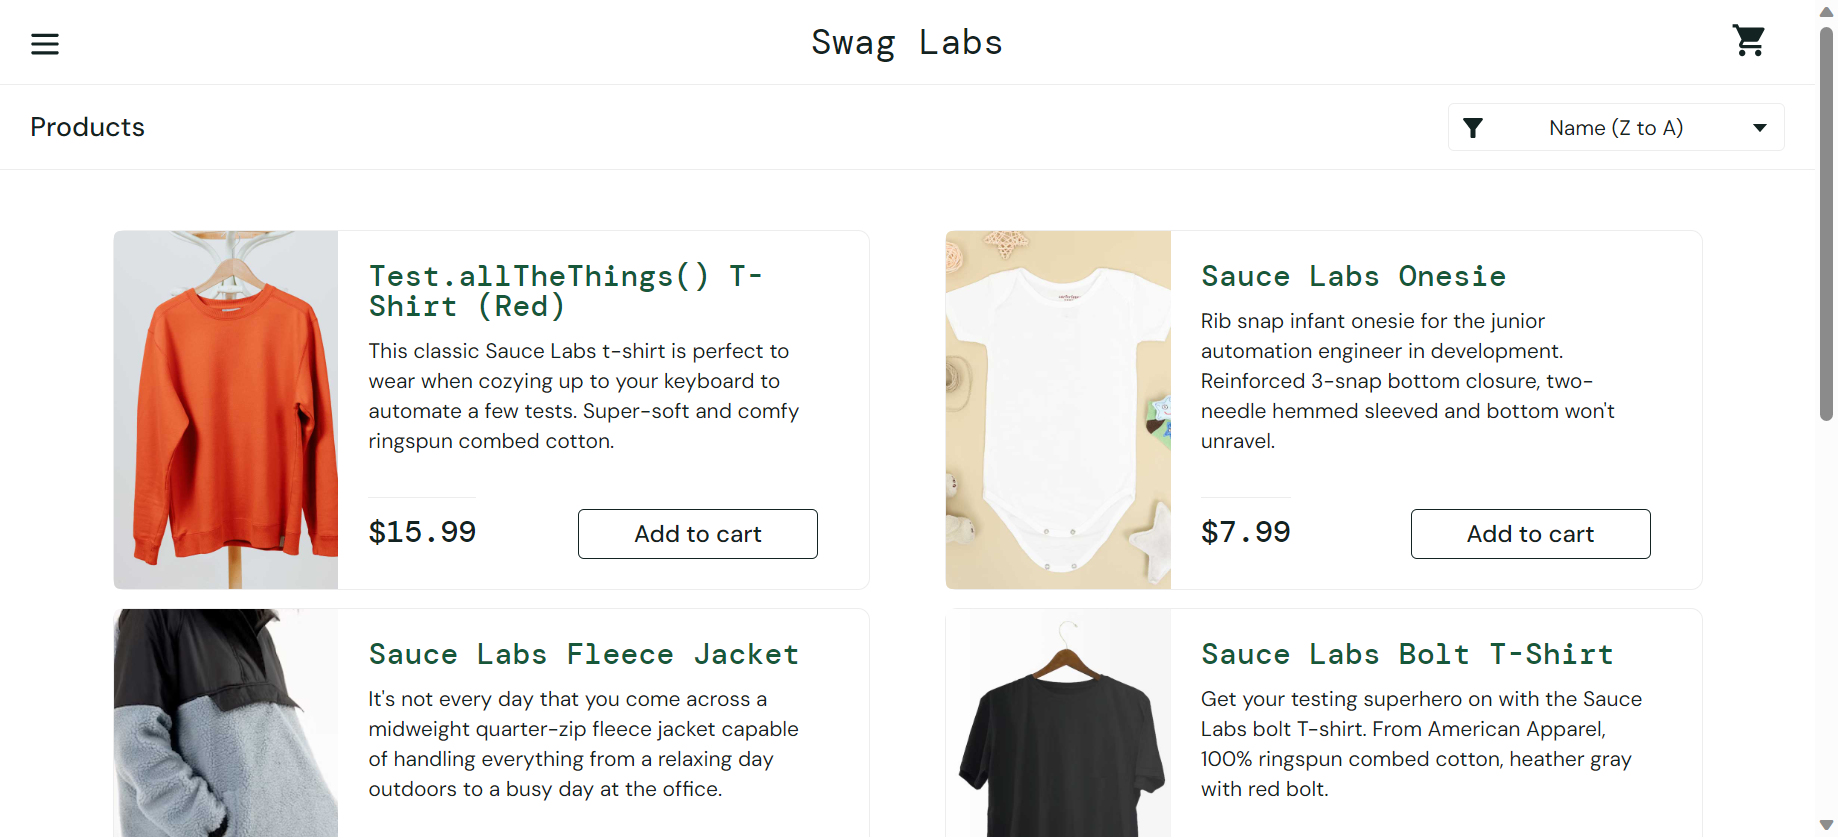 Swag Labs
Products
Name (Z to A)
Test.allTheThings() T-
Shirt (Red)
This classic Sauce Labs t-shirt is perfect to
wear when cozying up to your keyboard to
automate a few tests. Super-soft and comfy
ringspun combed cotton.
$15.99
Add to cart
Sauce Labs Onesie
Rib snap infant onesie for the junior
automation engineer in development.
Reinforced 3-snap bottom closure, two-
needle hemmed sleeved and bottom won't
unravel.
$7.99
Add to cart
Sauce Labs Fleece Jacket
It's not every day that you come across a
midweight quarter-zip fleece jacket capable
of handling everything from a relaxing day
outdoors to a busy day at the office.
Sauce Labs Bolt T-Shirt
Get your testing superhero on with the Sauce
Labs bolt T-shirt. From American Apparel,
100% ringspun combed cotton, heather gray
with red bolt.